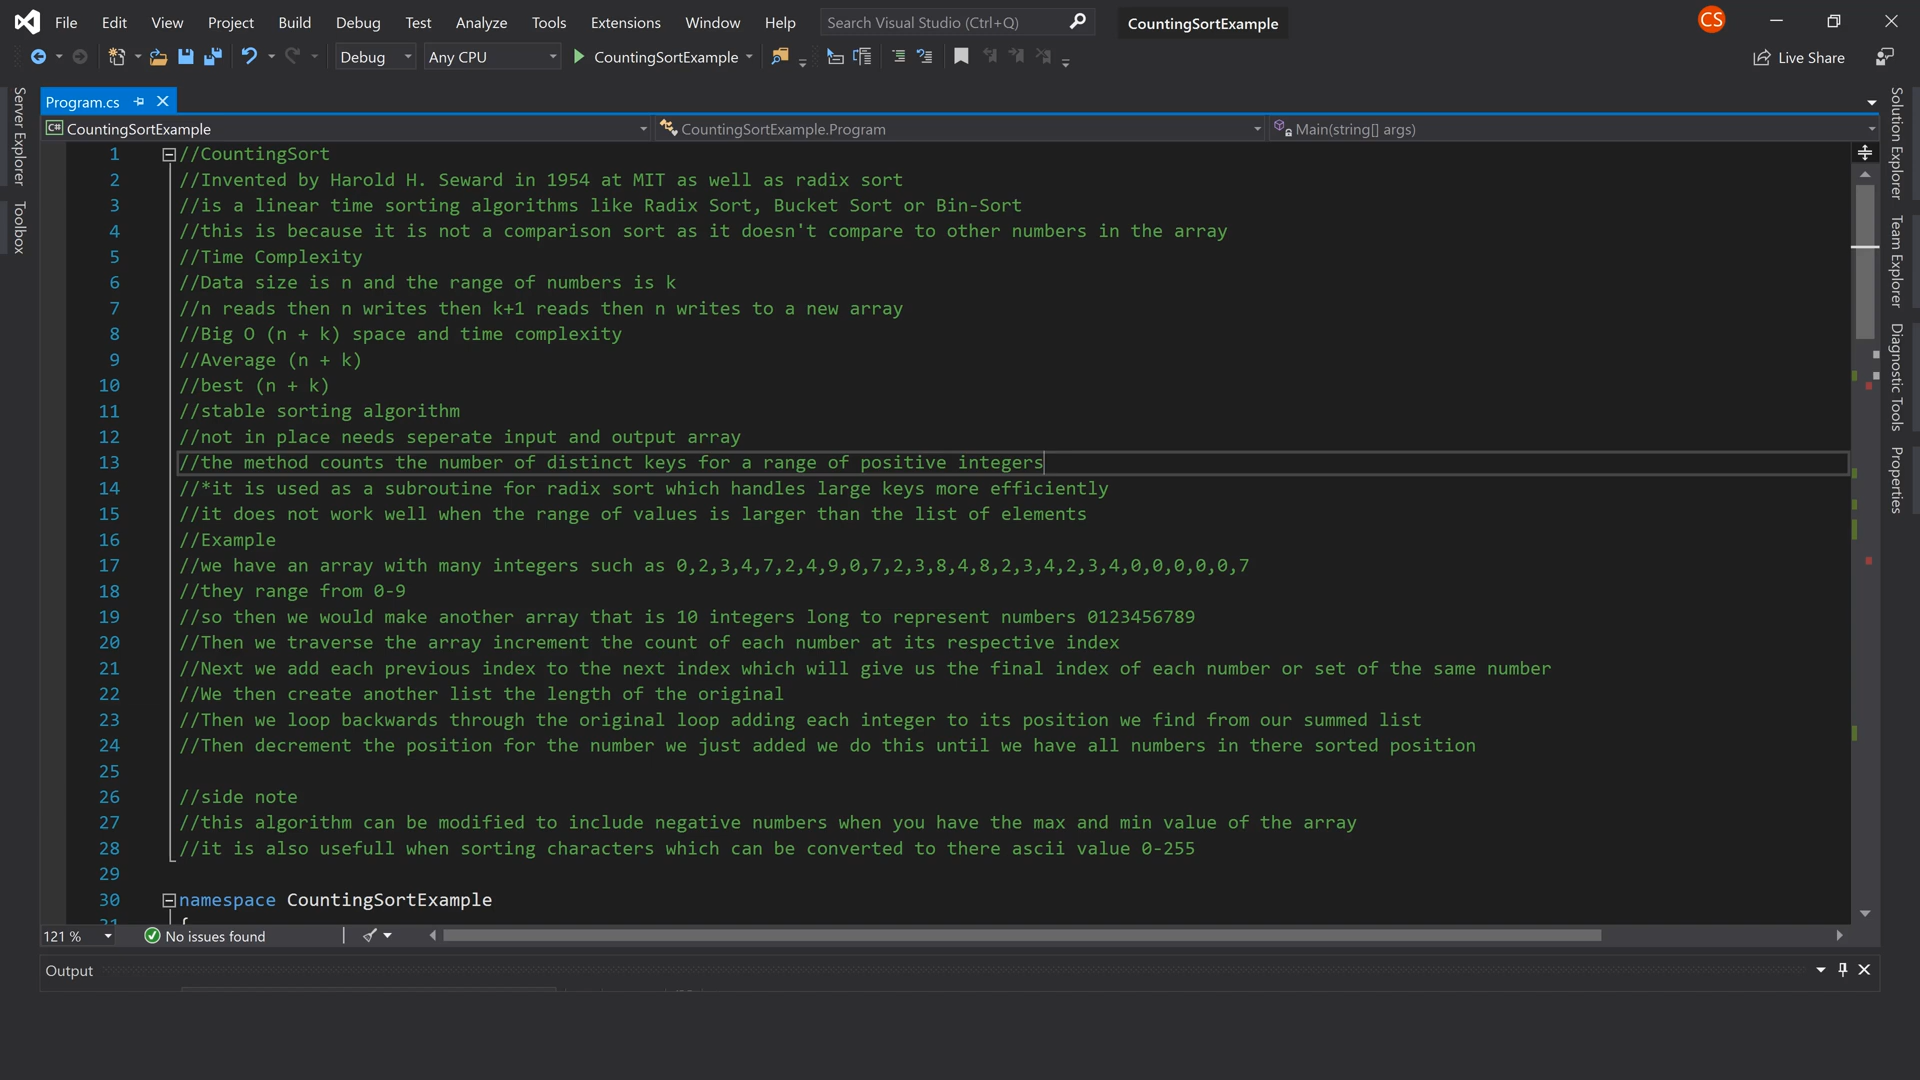 File Edit View Project Build Debug Test Analyze Tools Extensions Window Help Search Visual Studio (Ctrl+Q) CountingSortExample CS
Debug Any CPU CountingSortExample Live Share
Server Explorer
Toolbox
Program.cs
C# CountingSortExample CountingSortExample.Program Main(string[] args)
1 //CountingSort
2 //Invented by Harold H. Seward in 1954 at MIT as well as radix sort
3 //is a linear time sorting algorithms like Radix Sort, Bucket Sort or Bin-Sort
4 //this is because it is not a comparison sort as it doesn't compare to other numbers in the array
5 //Time Complexity
6 //Data size is n and the range of numbers is k
7 //n reads then n writes then k+1 reads then n writes to a new array
8 //Big O (n + k) space and time complexity
9 //Average (n + k)
10 //best (n + k)
11 //stable sorting algorithm
12 //not in place needs seperate input and output array
13 //the method counts the number of distinct keys for a range of positive integers
14 //*it is used as a subroutine for radix sort which handles large keys more efficiently
15 //it does not work well when the range of values is larger than the list of elements
16 //Example
17 //we have an array with many integers such as 0,2,3,4,7,2,4,9,0,7,2,3,8,4,8,2,3,4,2,3,4,0,0,0,0,0,7
18 //they range from 0-9
19 //so then we would make another array that is 10 integers long to represent numbers 0123456789
20 //Then we traverse the array increment the count of each number at its respective index
21 //Next we add each previous index to the next index which will give us the final index of each number or set of the same number
22 //We then create another list the length of the original
23 //Then we loop backwards through the original loop adding each integer to its position we find from our summed list
24 //Then decrement the position for the number we just added we do this until we have all numbers in there sorted position
25
26 //side note
27 //this algorithm can be modified to include negative numbers when you have the max and min value of the array
28 //it is also usefull when sorting characters which can be converted to there ascii value 0-255
29
30 namespace CountingSortExample
31 {
121 % No issues found
Output
Solution Explorer
Team Explorer
Diagnostic Tools
Properties